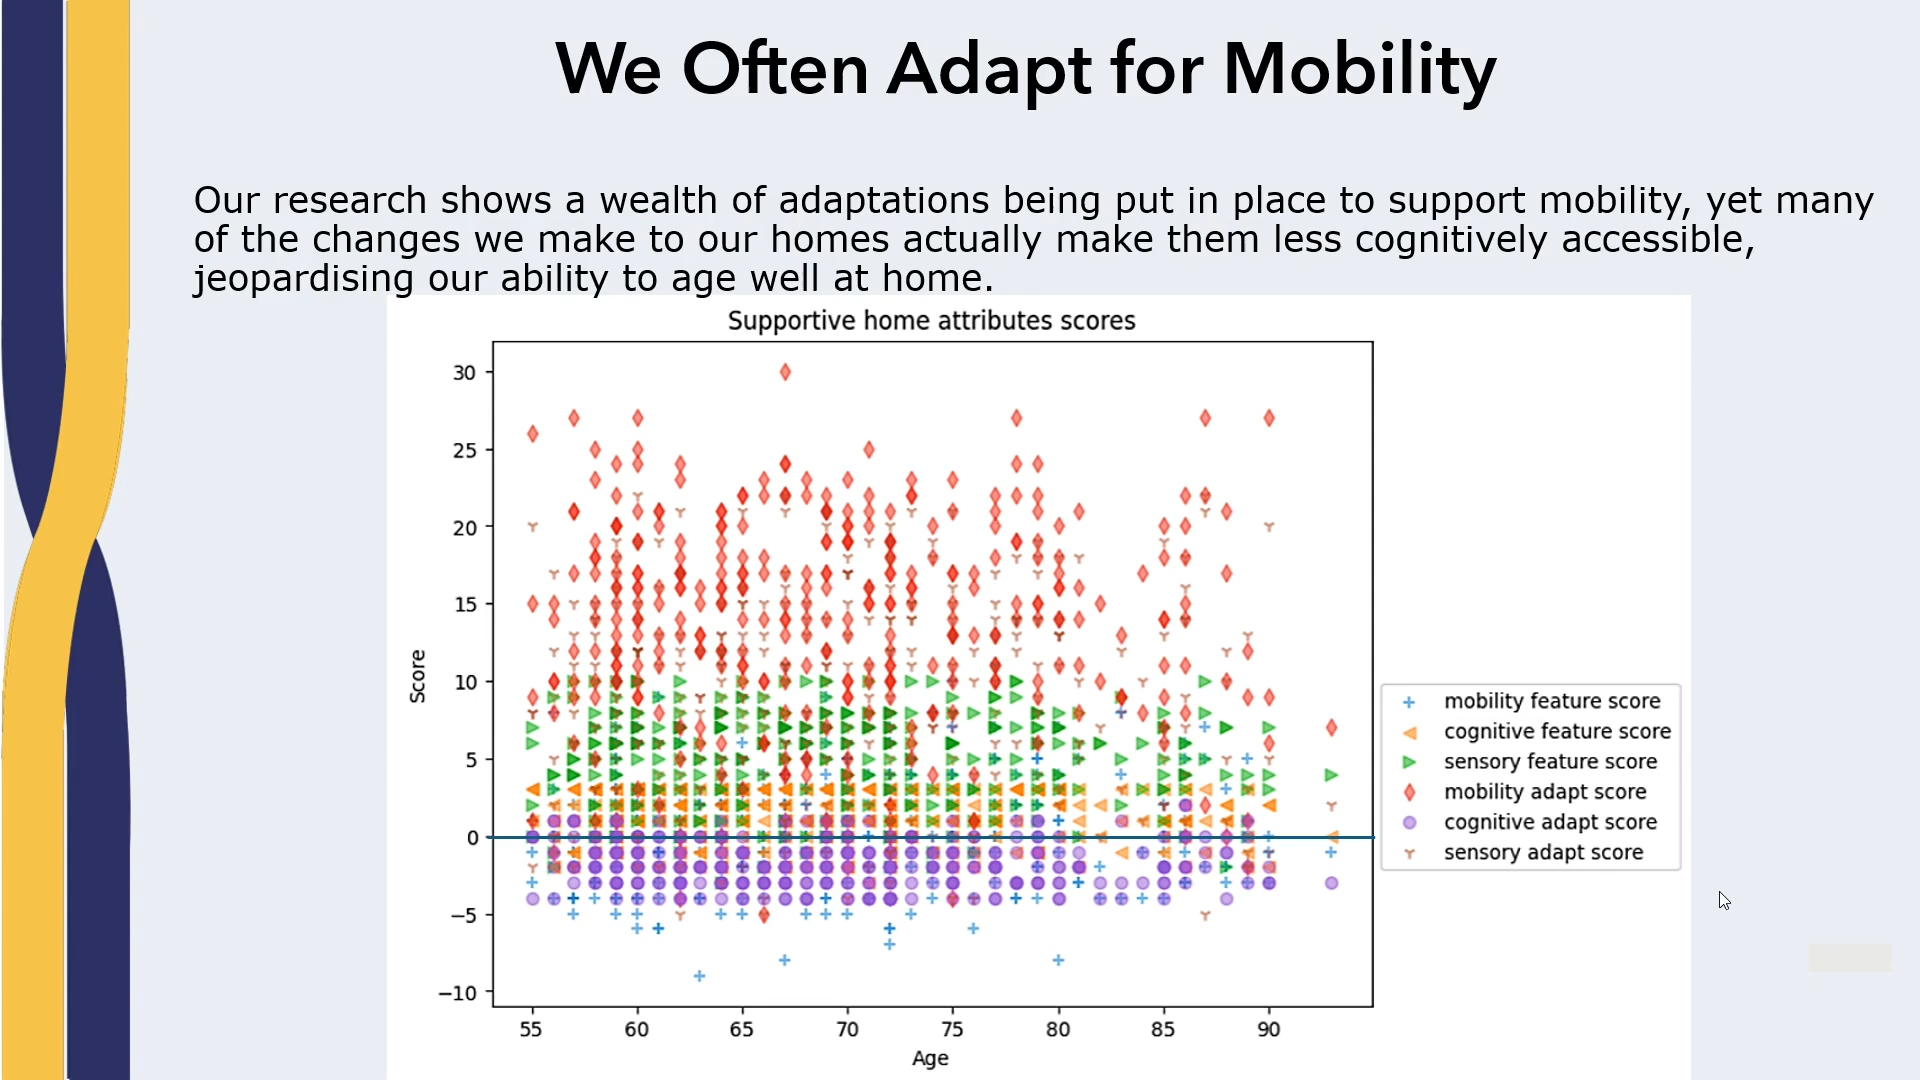 We Often Adapt for Mobility
Our research shows a wealth of adaptations being put in place to support mobility, yet many
of the changes we make to our homes actually make them less cognitively accessible,
jeopardising our ability to age well at home.
Supportive home attributes scores
30
25
20
15
10
5
0
−5
−10
Score
55 60 65 70 75 80 85 90
Age
mobility feature score
cognitive feature score
sensory feature score
mobility adapt score
cognitive adapt score
sensory adapt score